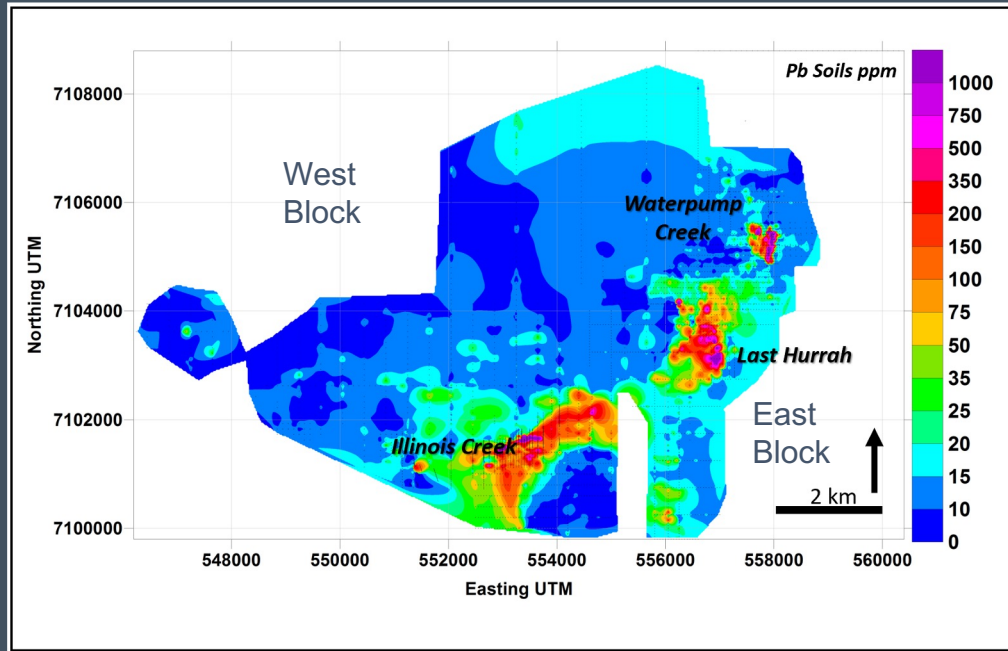 Pb Soils ppm
7108000
7106000
7104000
7102000
7100000
Northing UTM
West
Block
Waterpump
Creek
Last Hurrah
Illinois Creek
East
Block
2 km
548000 550000 552000 554000 556000 558000 560000
Easting UTM
1000
750
500
350
200
150
100
75
50
35
25
20
15
10
0